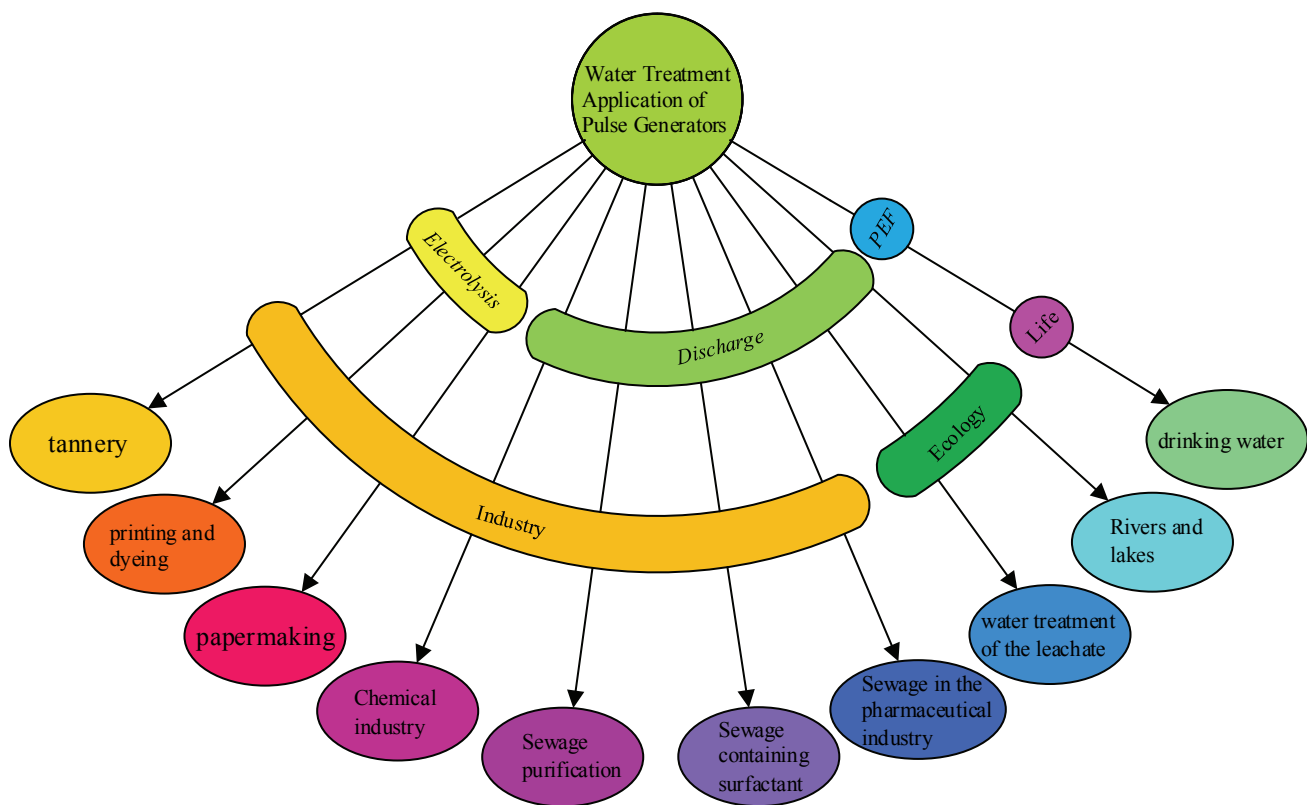 Water Treatment
Application of
Pulse Generators
Electrolysis
Discharge
PEF
Life
Industry
Ecology
tannery
printing and
dyeing
papermaking
Chemical
industry
Sewage
purification
Sewage
containing
surfactant
Sewage in the
pharmaceutical
industry
water treatment
of the leachate
Rivers and
lakes
drinking water